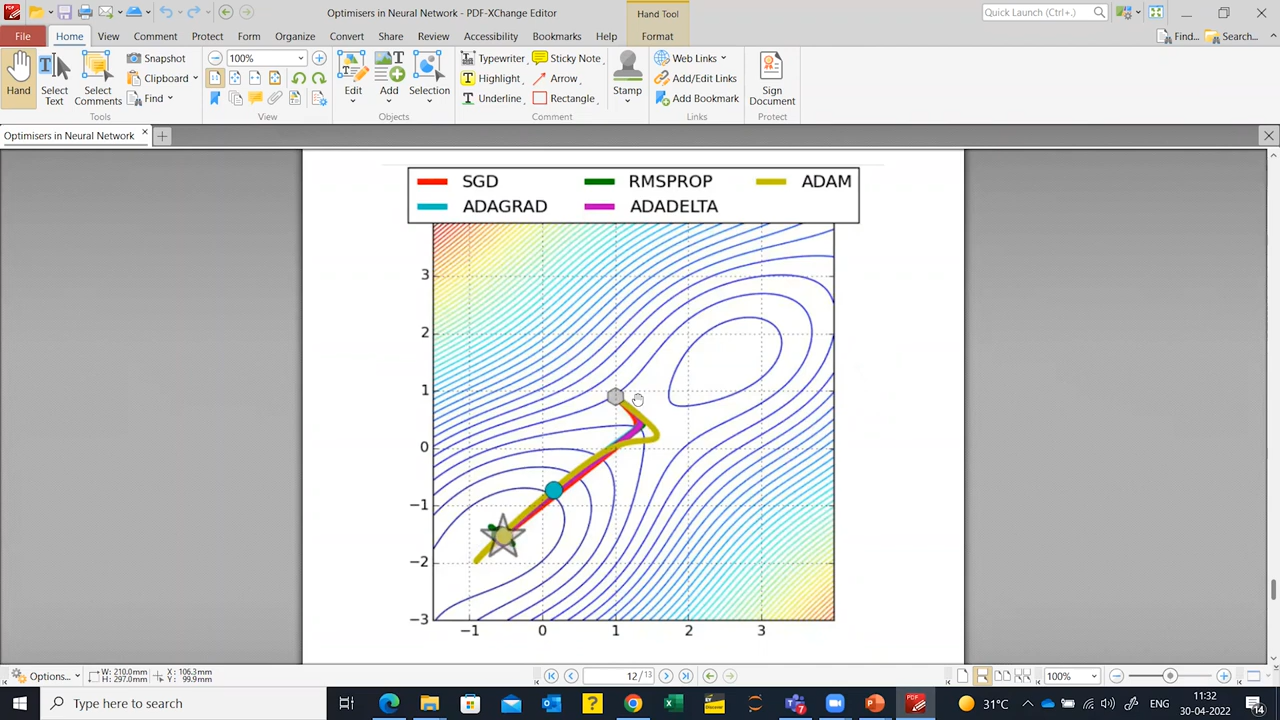 Optimisers in Neural Network - PDF-XChange Editor
Hand Tool
Quick Launch (Ctrl+.)
File Home View Comment Protect Form Organize Convert Share Review Accessibility Bookmarks Help Format
Find... Search...
Hand
Select Text
Select Comments
Snapshot
Clipboard
Find
Tools
100%
View
Edit
Add
Selection
Objects
Typewriter
Highlight
Underline
Sticky Note
Arrow
Rectangle
Comment
Stamp
Web Links
Add/Edit Links
Add Bookmark
Links
Sign Document
Protect
Optimisers in Neural Network
SGD RMSPROP ADAM
ADAGRAD ADADELTA
3
2
1
0
−1
−2
−3
−1 0 1 2 3
Options...
W: 210.0mm
H: 297.0mm
X: 106.3mm
Y: 99.9mm
12/13
100%
Type here to search
31°C
ENG
11:32
30-04-2022